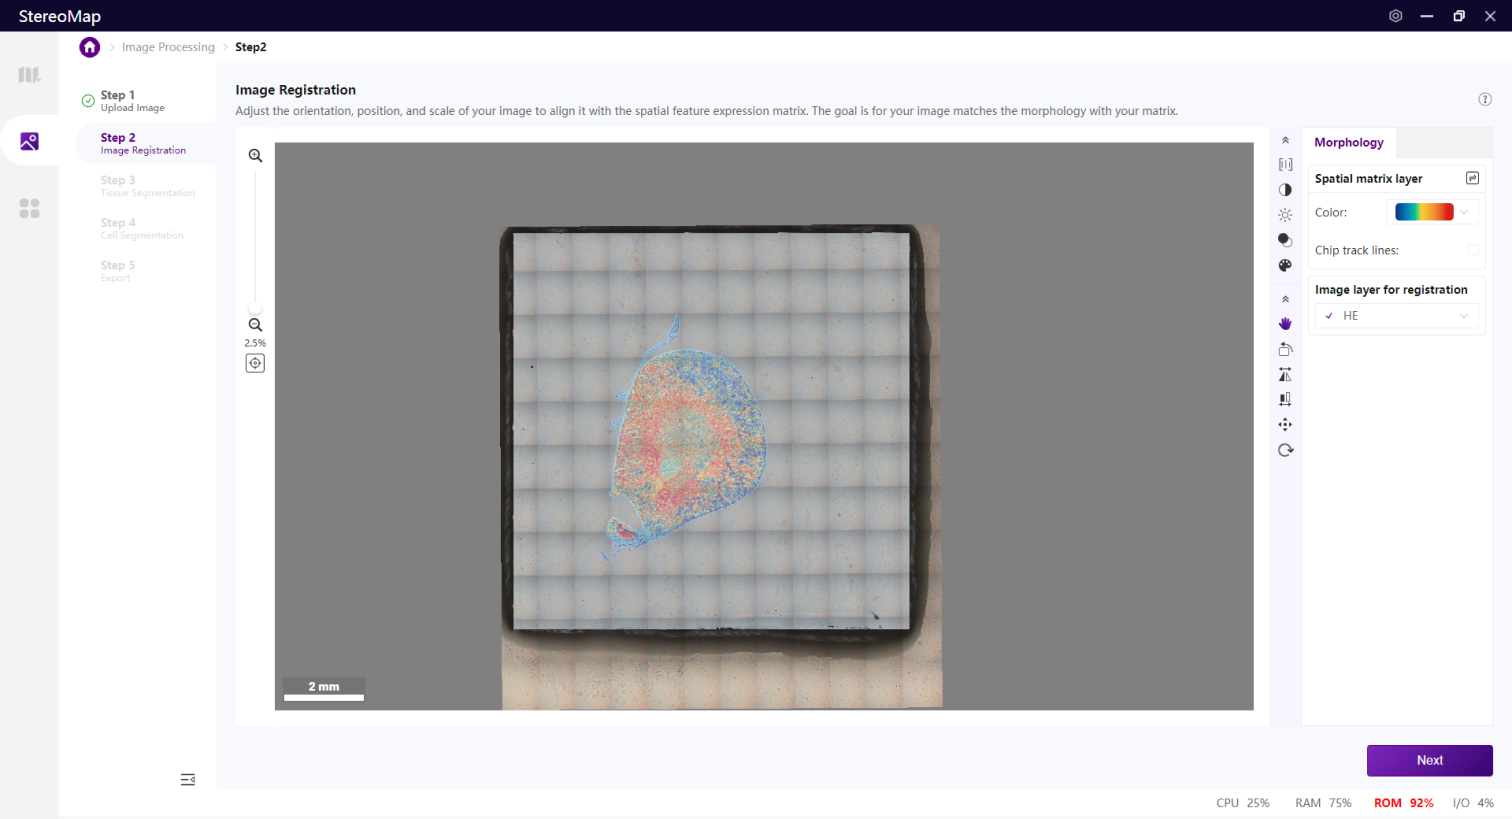 StereoMap
Image Processing
Step2
Step 1
Upload Image
Step 2
Image Registration
Step 3
Tissue Segmentation
Step 4
Cell Segmentation
Step 5
Export
Image Registration
Adjust the orientation, position, and scale of your image to align it with the spatial feature expression matrix. The goal is for your image matches the morphology with your matrix.
2.5%
2 mm
Morphology
Spatial matrix layer
Color:
Chip track lines:
Image layer for registration
HE
Next
CPU 25% RAM 75% ROM 92% I/O 4%